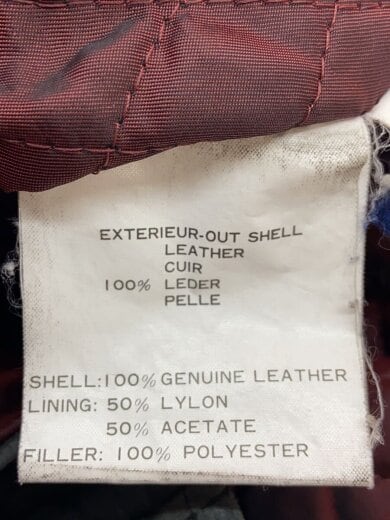 EXTERIEUR-OUT SHELL
LEATHER
CUIR
100% LEDER
PELLE
SHELL:100% GENUINE LEATHER
LINING: 50% LYLON
50% ACETATE
FILLER: 100% POLYESTER